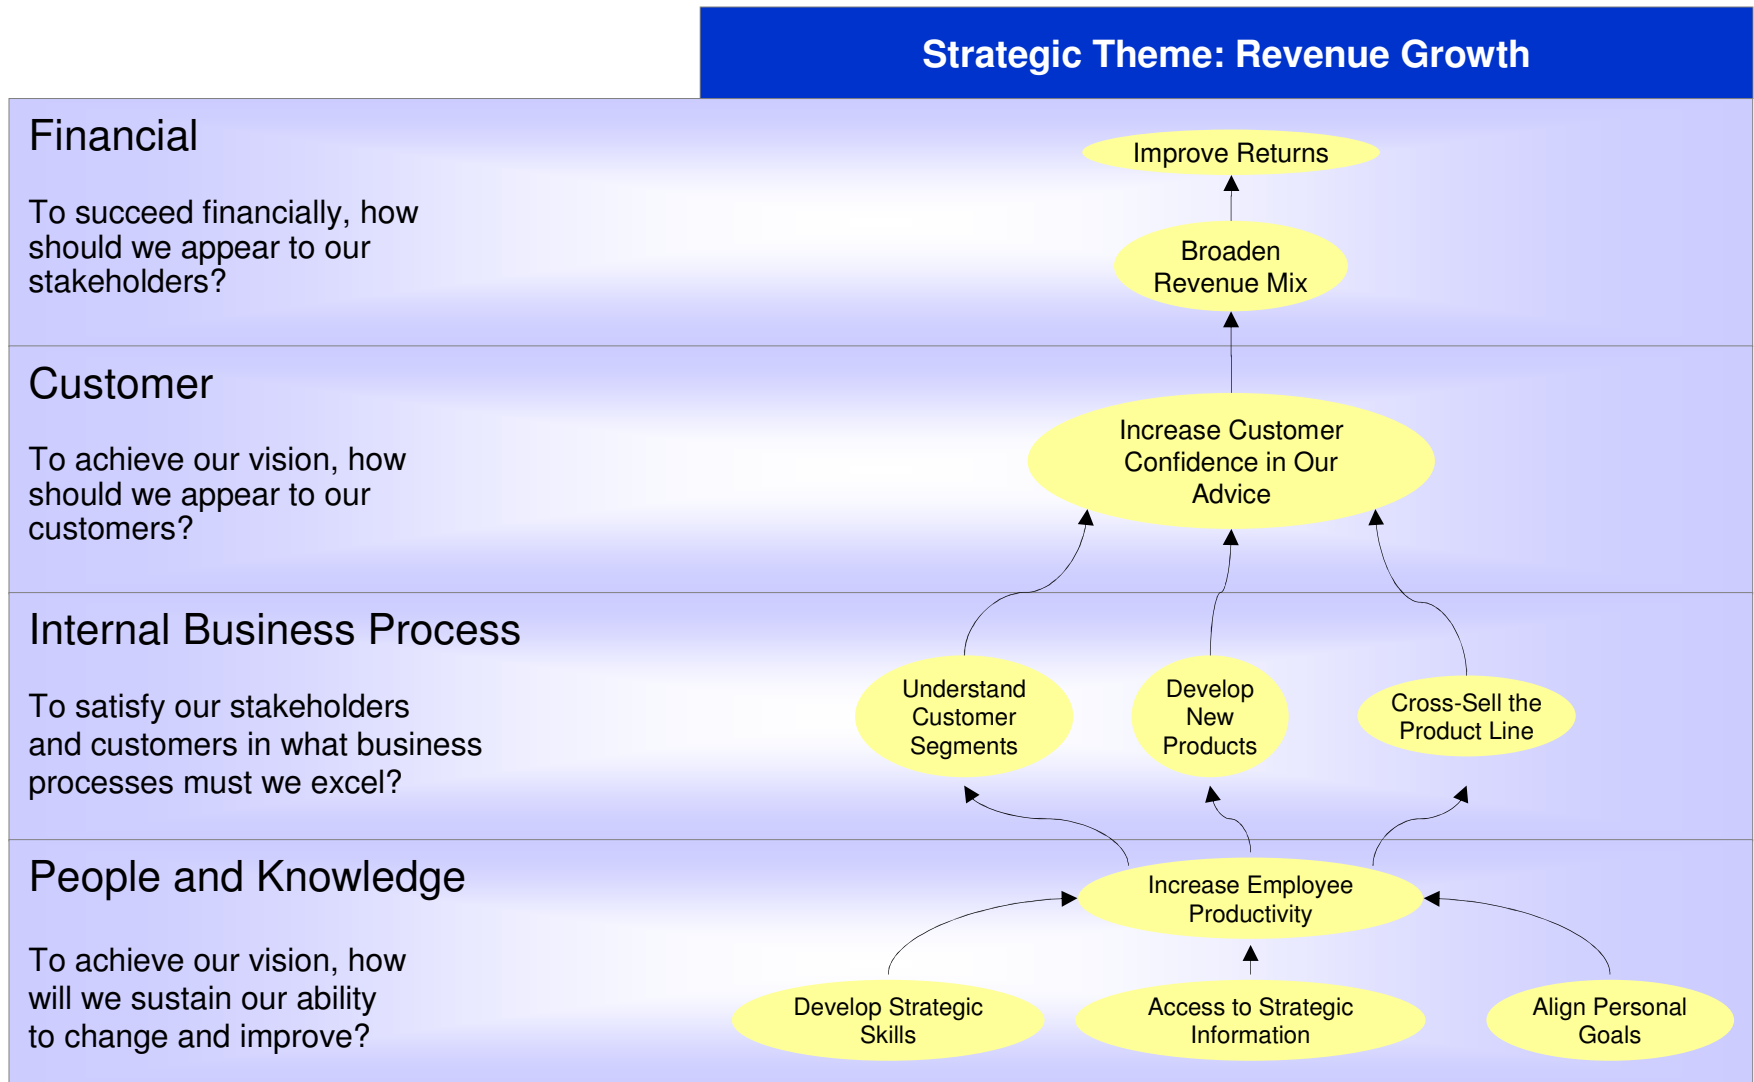 Strategic Theme: Revenue Growth
Financial
To succeed financially, how
should we appear to our
stakeholders?
Improve Returns
Broaden
Revenue Mix
Customer
To achieve our vision, how
should we appear to our
customers?
Increase Customer
Confidence in Our
Advice
Internal Business Process
To satisfy our stakeholders
and customers in what business
processes must we excel?
Understand
Customer
Segments
Develop
New
Products
Cross-Sell the
Product Line
People and Knowledge
To achieve our vision, how
will we sustain our ability
to change and improve?
Increase Employee
Productivity
Develop Strategic
Skills
Access to Strategic
Information
Align Personal
Goals